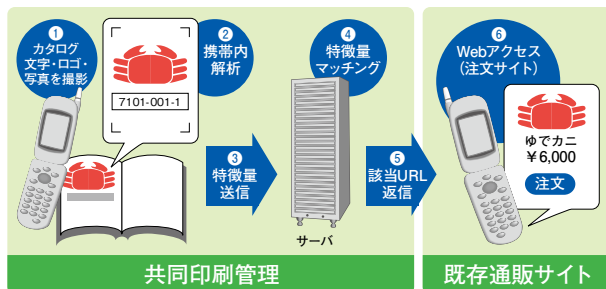 1
カタログ
文字・ロゴ・
写真を撮影
7101-001-1
2
携帯内
解析
3
特徴量
送信
4
特徴量
マッチング
サーバ
5
該当URL
返信
共同印刷管理
6
Webアクセス
(注文サイト)
ゆでカニ
¥6,000
注文
既存通販サイト